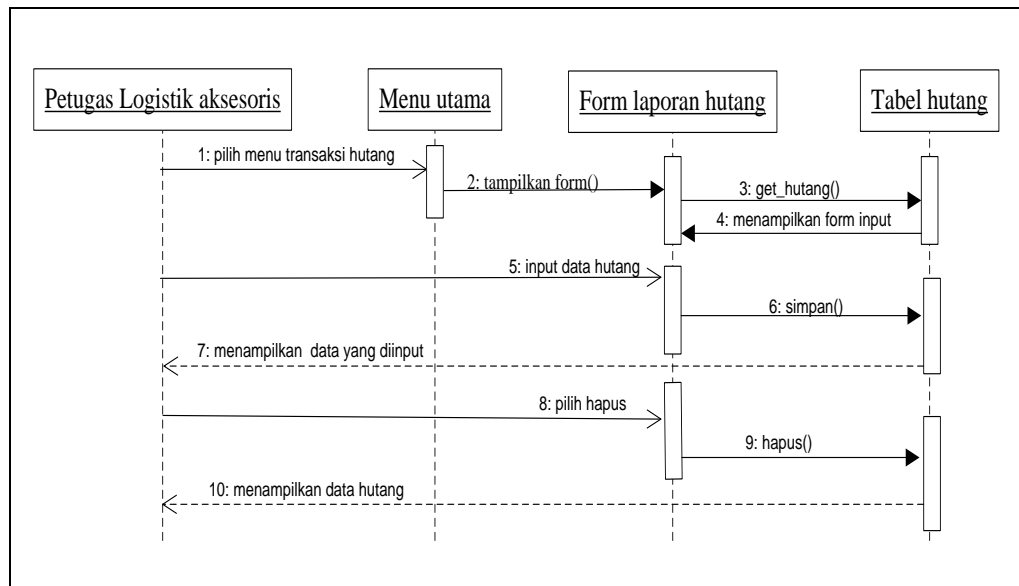 Petugas Logistik aksesoris
Menu utama
Form laporan hutang
Tabel hutang
1: pilih menu transaksi hutang
2: tampilkan form()
3: get_hutang()
4: menampilkan form input
5: input data hutang
6: simpan()
7: menampilkan data yang diinput
8: pilih hapus
9: hapus()
10: menampilkan data hutang